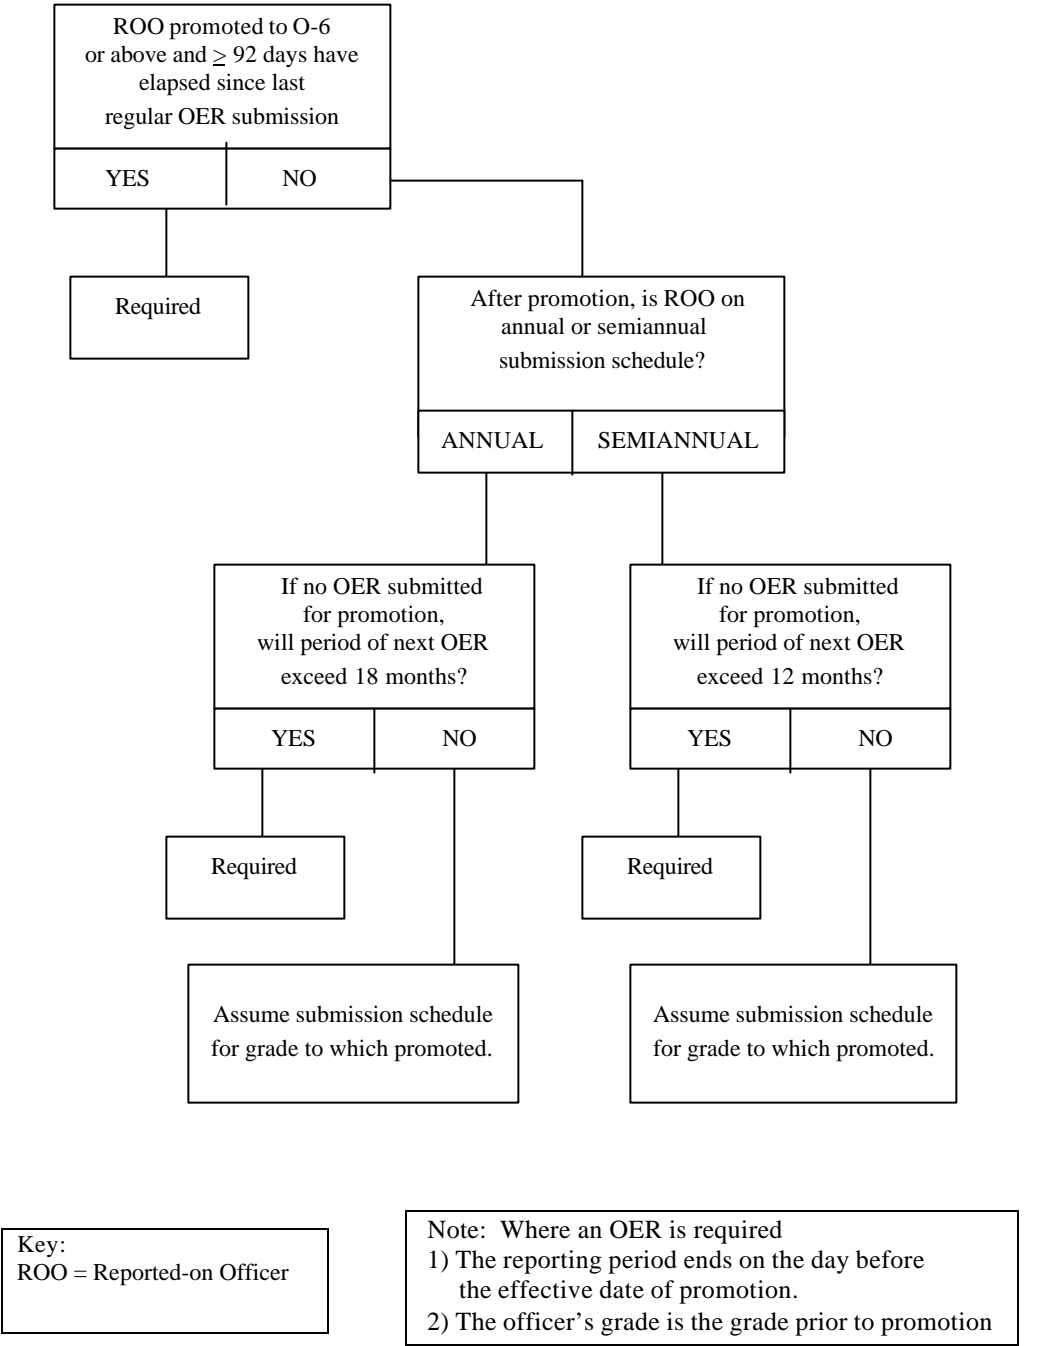 ROO promoted to O-6
or above and ≥ 92 days have
elapsed since last
regular OER submission
YES NO
Required
After promotion, is ROO on
annual or semiannual
submission schedule?
ANNUAL SEMIANNUAL
If no OER submitted
for promotion,
will period of next OER
exceed 18 months?
YES NO
If no OER submitted
for promotion,
will period of next OER
exceed 12 months?
YES NO
Required
Required
Assume submission schedule
for grade to which promoted.
Assume submission schedule
for grade to which promoted.
Key:
ROO = Reported-on Officer
Note: Where an OER is required
1) The reporting period ends on the day before
the effective date of promotion.
2) The officer's grade is the grade prior to promotion